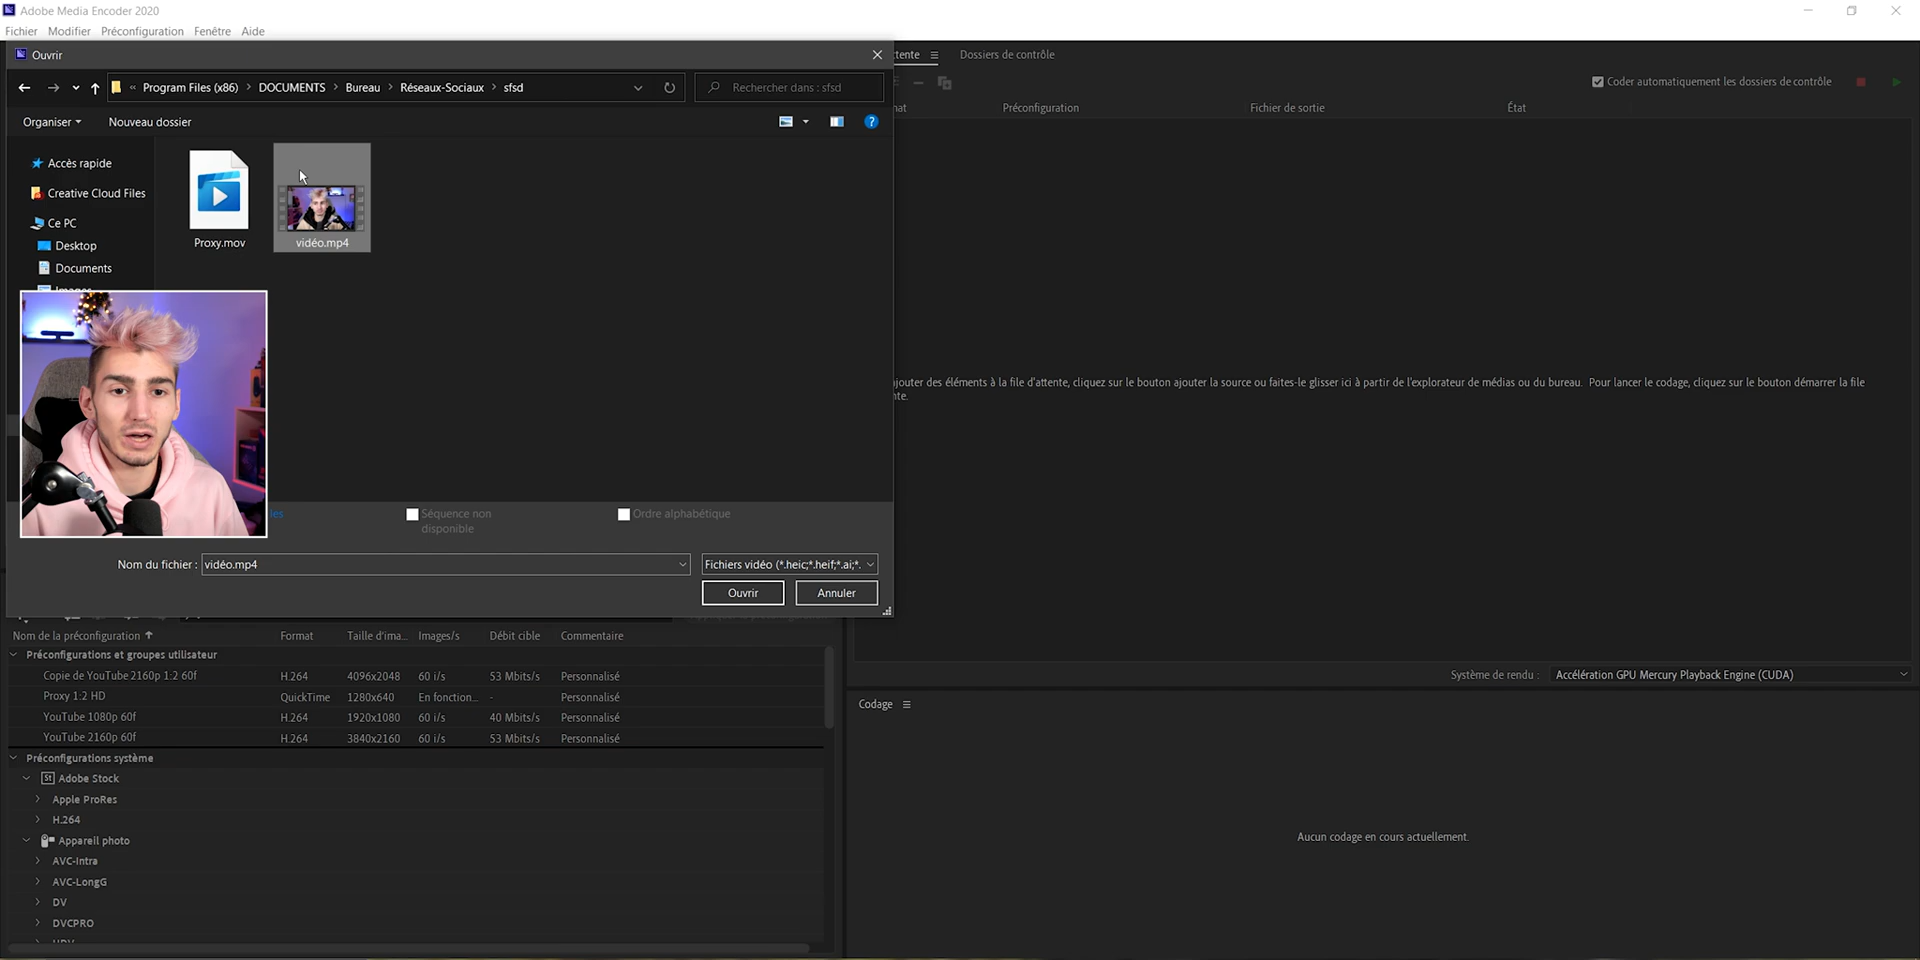 Adobe Media Encoder 2020
Fichier Modifier Préconfiguration Fenêtre Aide
Ouvrir
« Program Files (x86) > DOCUMENTS > Bureau > Réseaux-Sociaux > sfsd
Rechercher dans : sfsd
Organiser
Nouveau dossier
Accès rapide
Creative Cloud Files
Ce PC
Desktop
Documents
Images
Proxy.mov
vidéo.mp4
les
Séquence non
disponible
Ordre alphabétique
Nom du fichier :
vidéo.mp4
Fichiers vidéo (*.heic;*.heif;*.ai;*.
Ouvrir
Annuler
ttente
Dossiers de contrôle
Coder automatiquement les dossiers de contrôle
nat
Préconfiguration
Fichier de sortie
État
jouter des éléments à la file d'attente, cliquez sur le bouton ajouter la source ou faites-le glisser ici à partir de l'explorateur de médias ou du bureau. Pour lancer le codage, cliquez sur le bouton démarrer la file
nte.
Système de rendu :
Accélération GPU Mercury Playback Engine (CUDA)
Nom de la préconfiguration Format Taille d'ima... Images/s Débit cible Commentaire
Préconfigurations et groupes utilisateur
Copie de YouTube 2160p 1:2 60f H.264 4096x2048 60 i/s 53 Mbits/s Personnalisé
Proxy 1:2 HD QuickTime 1280x640 En fonction... - Personnalisé
YouTube 1080p 60f H.264 1920x1080 60 i/s 40 Mbits/s Personnalisé
YouTube 2160p 60f H.264 3840x2160 60 i/s 53 Mbits/s Personnalisé
Préconfigurations système
St Adobe Stock
Apple ProRes
H.264
Appareil photo
AVC-Intra
AVC-LongG
DV
DVCPRO
HDV
Codage
Aucun codage en cours actuellement.